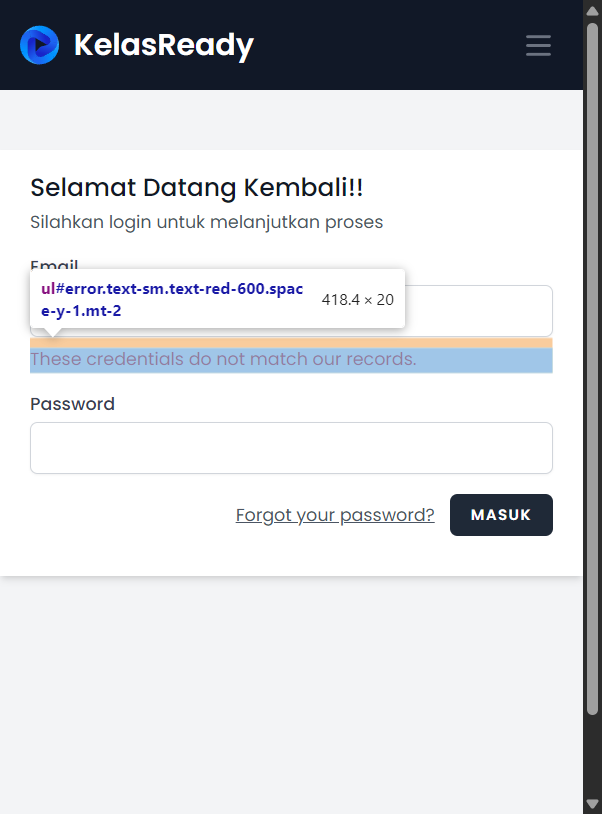 KelasReady
Selamat Datang Kembali!!
Silahkan login untuk melanjutkan proses
Email
ul#error.text-sm.text-red-600.spac
e-y-1.mt-2
418.4 × 20
These credentials do not match our records.
Password
Forgot your password?
MASUK